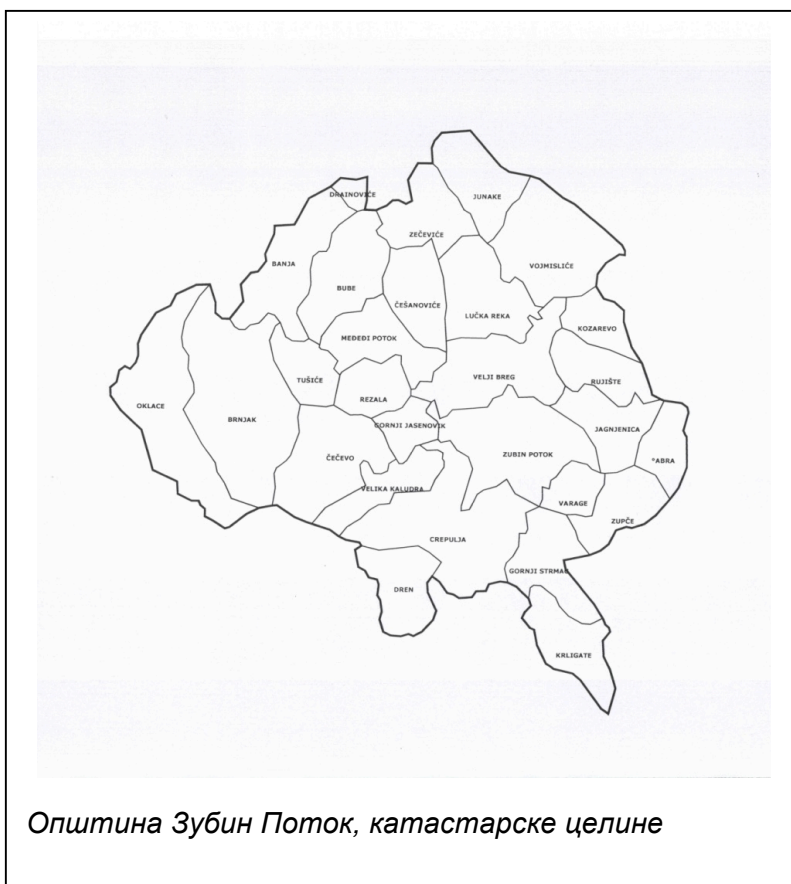 DRAINOVIĆE
JUNAKE
ZEČEVIĆE
BANJA
VOJMISLIĆE
BUBE
ČEŠANOVIĆE
LUČKA REKA
KOZAREVO
MEĐEĐI POTOK
VELJI BREG
TUŠIĆE
RUJIŠTE
REZALA
OKLACE
BRNJAK
GORNJI JASENOVIK
JAGNJENICA
ČEČEVO
ZUBIN POTOK
*ABRA
VELIKA KALUDRA
VARAGE
ZUPČE
CREPULJA
GORNJI STRMAC
DREN
KRLIGATE
Општина Зубин Поток, катастарске целине